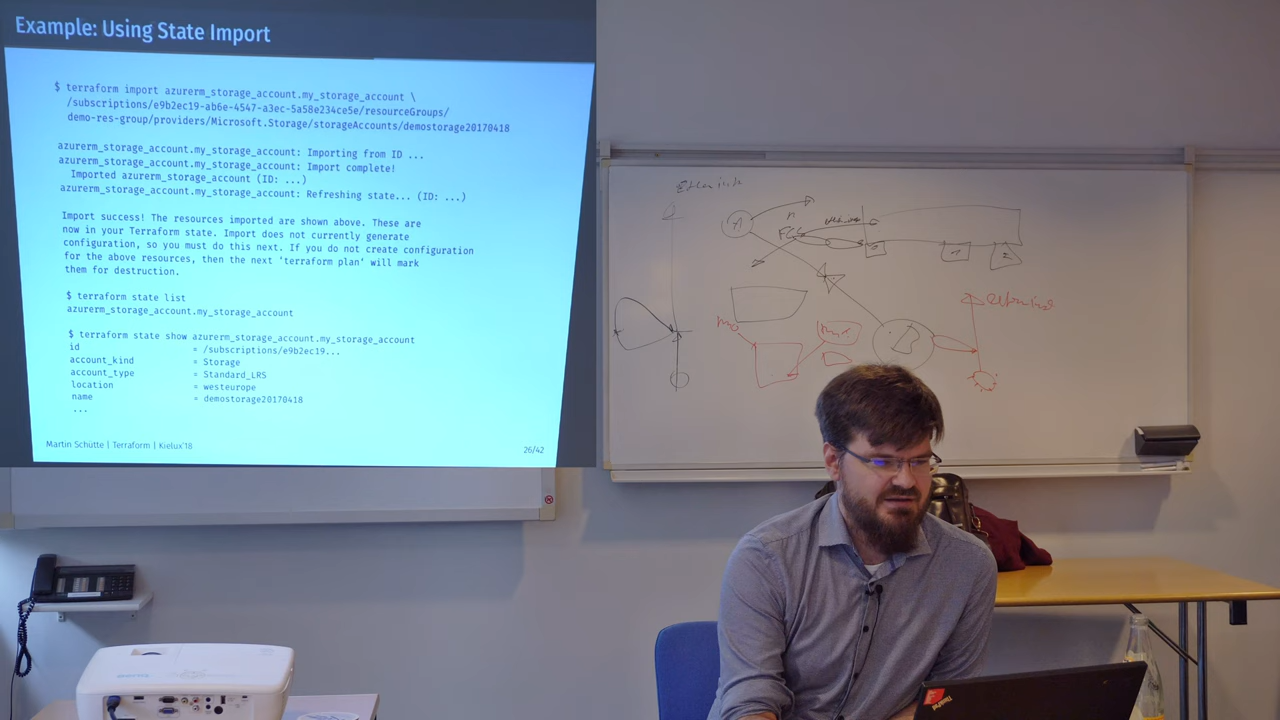 Example: Using State Import
$ terraform import azurerm_storage_account.my_storage_account \
/subscriptions/e9b2ec19-ab6e-4547-a3ec-5a58e234ce5e/resourceGroups/
demo-res-group/providers/Microsoft.Storage/storageAccounts/demostorage20170418
azurerm_storage_account.my_storage_account: Importing from ID ...
azurerm_storage_account.my_storage_account: Import complete!
Imported azurerm_storage_account (ID: ...)
azurerm_storage_account.my_storage_account: Refreshing state... (ID: ...)
Import success! The resources imported are shown above. These are
now in your Terraform state. Import does not currently generate
configuration, so you must do this next. If you do not create configuration
for the above resources, then the next ‘terraform plan’ will mark
them for destruction.
$ terraform state list
azurerm_storage_account.my_storage_account
$ terraform state show azurerm_storage_account.my_storage_account
id = /subscriptions/e9b2ec19...
account_kind = Storage
account_type = Standard_LRS
location = westeurope
name = demostorage20170418
...
Martin Schütte | Terraform | Kielux'18
26/42
A
n
FCS
B
ThinkPad